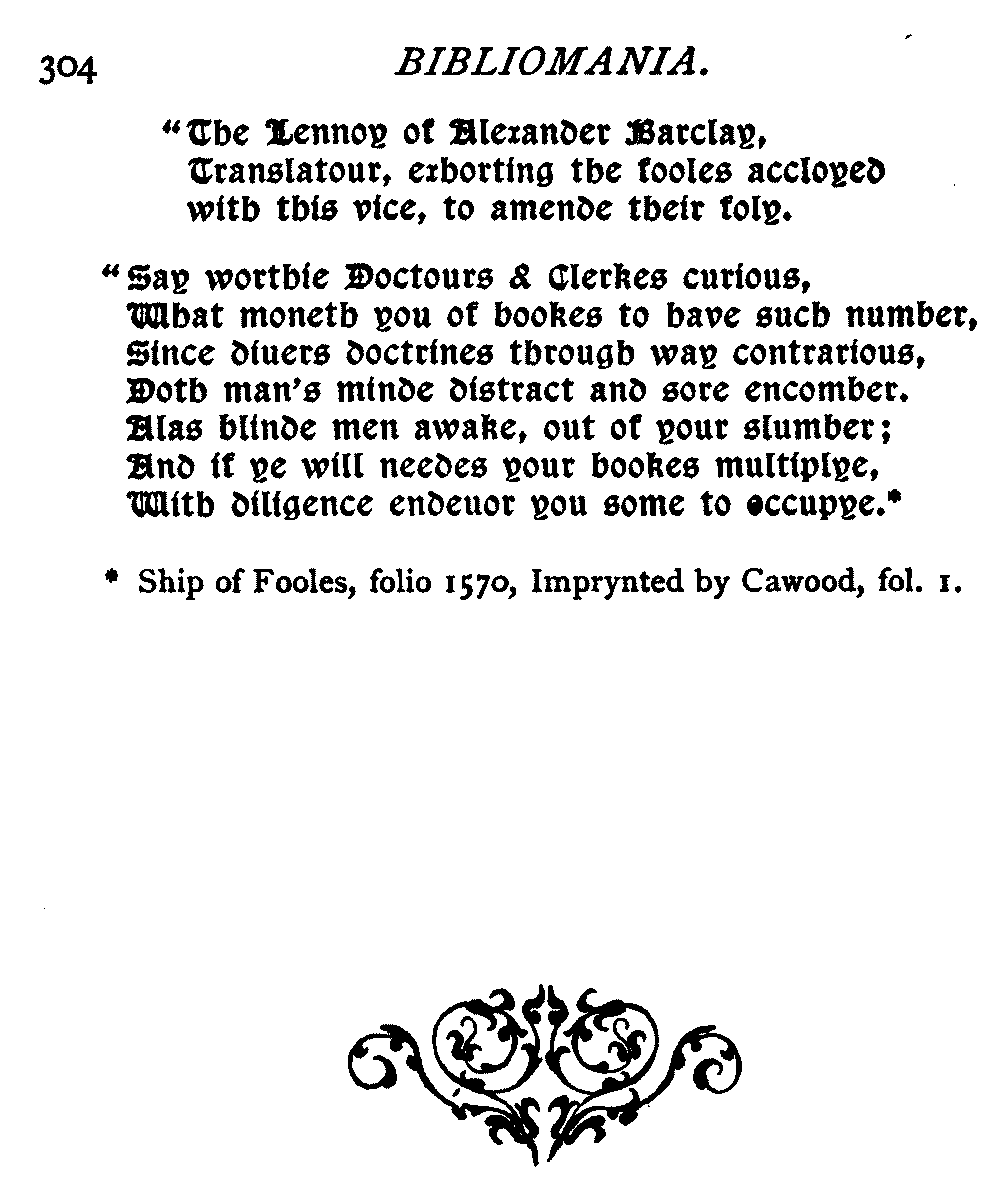 304 BIBLIOMANIA.
“The Lennoy of Alexander Barclay,
Translatour, exhorting the fooles accloyed
with this vice, to amende their foly.
“Say worthie Doctours & Clerkes curious,
What moneth you of bookes to have such number,
Since diuers doctrines through way contrarious,
Doth man's minde distract and sore encomber.
Alas blinde men awake, out of your slumber;
And if ye will needes your bookes multiplye,
With diligence endeuor you some to occuppye.*
* Ship of Fooles, folio 1570, Imprynted by Cawood, fol. 1.